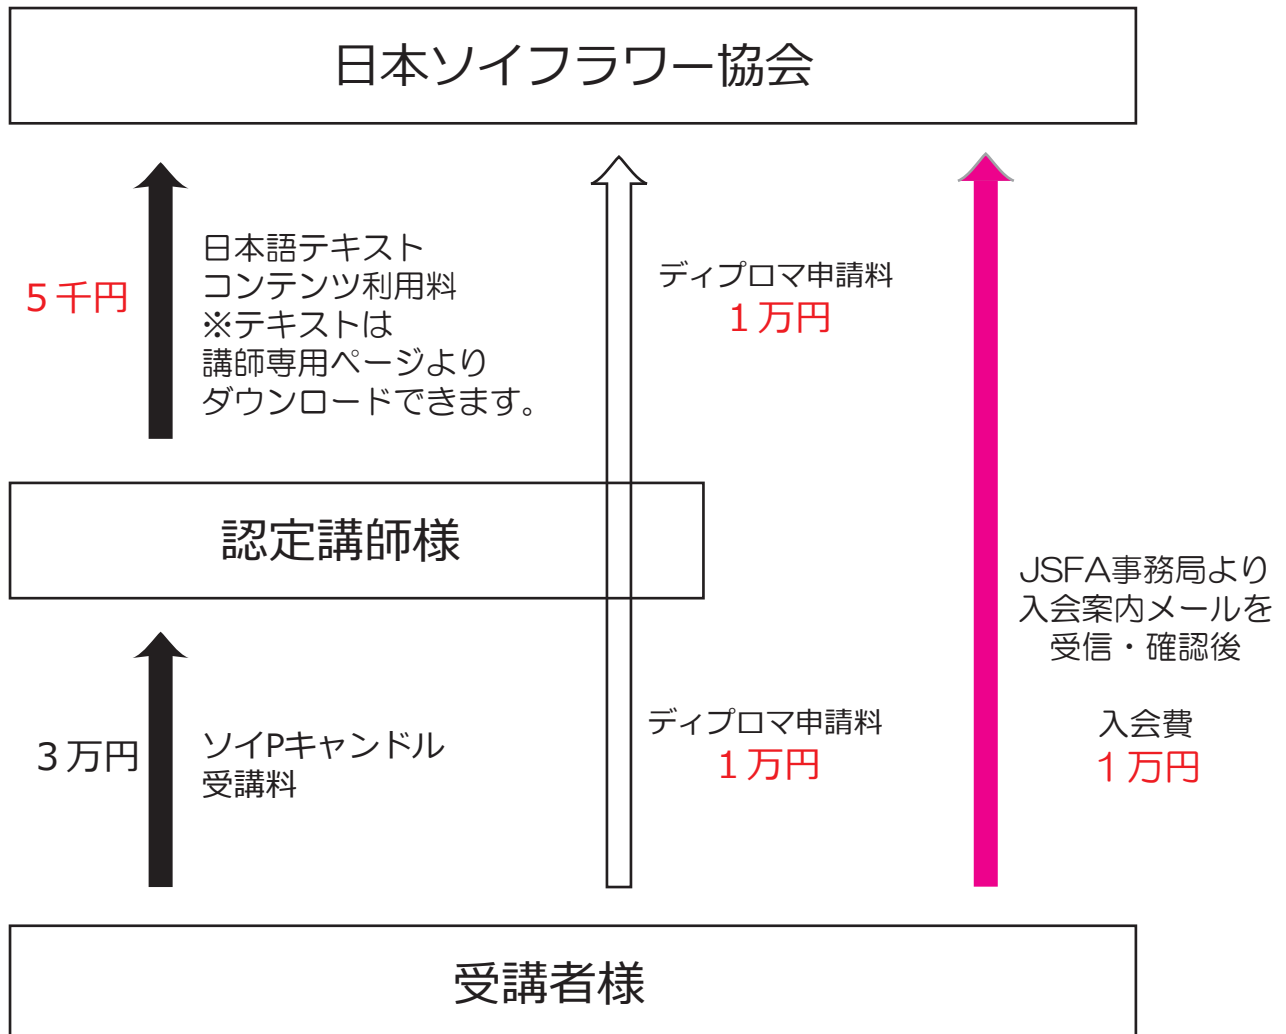 日本ソイフラワー協会
5千円
日本語テキスト
コンテンツ利用料
※テキストは
講師専用ページより
ダウンロードできます。
ディプロマ申請料
1万円
認定講師様
JSFA事務局より
入会案内メールを
受信・確認後
入会費
1万円
3万円
ソイPキャンドル
受講料
ディプロマ申請料
1万円
受講者様